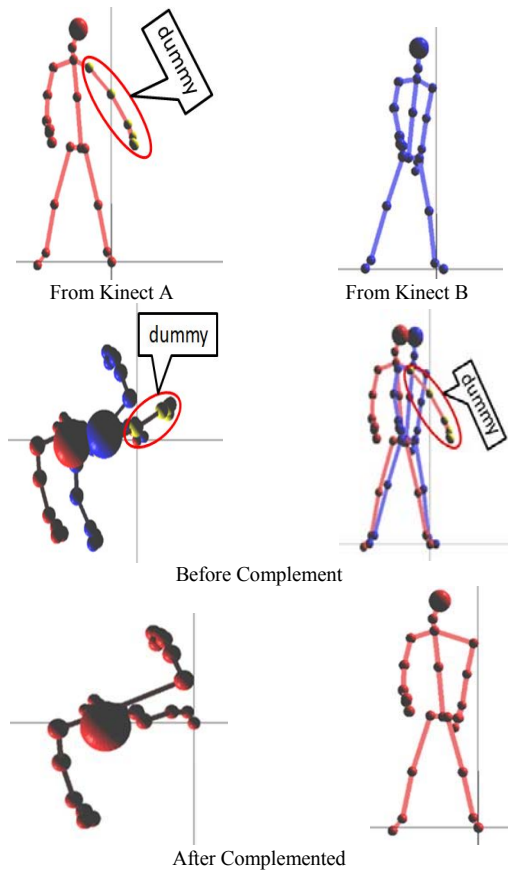 dummy
From Kinect A
From Kinect B
dummy
dummy
Before Complement
After Complemented